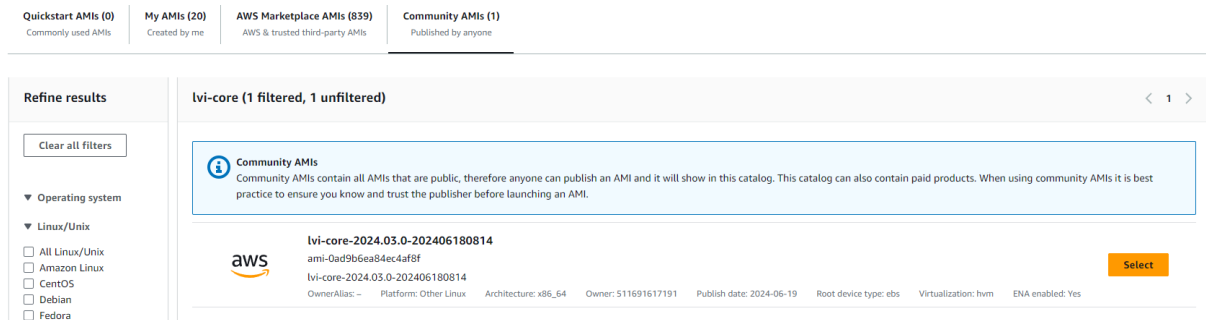 Quickstart AMIs (0)
Commonly used AMIs
My AMIs (20)
Created by me
AWS Marketplace AMIs (839)
AWS & trusted third-party AMIs
Community AMIs (1)
Published by anyone
Refine results
Clear all filters
Operating system
Linux/Unix
All Linux/Unix
Amazon Linux
CentOS
Debian
Fedora
lvi-core (1 filtered, 1 unfiltered)
1
Community AMIs
Community AMIs contain all AMIs that are public, therefore anyone can publish an AMI and it will show in this catalog. This catalog can also contain paid products. When using community AMIs it is best
practice to ensure you know and trust the publisher before launching an AMI.
aws
lvi-core-2024.03.0-202406180814
ami-0ad9b6ea84ec4af8f
lvi-core-2024.03.0-202406180814
OwnerAlias: – Platform: Other Linux Architecture: x86_64 Owner: 511691617191 Publish date: 2024-06-19 Root device type: ebs Virtualization: hvm ENA enabled: Yes
Select